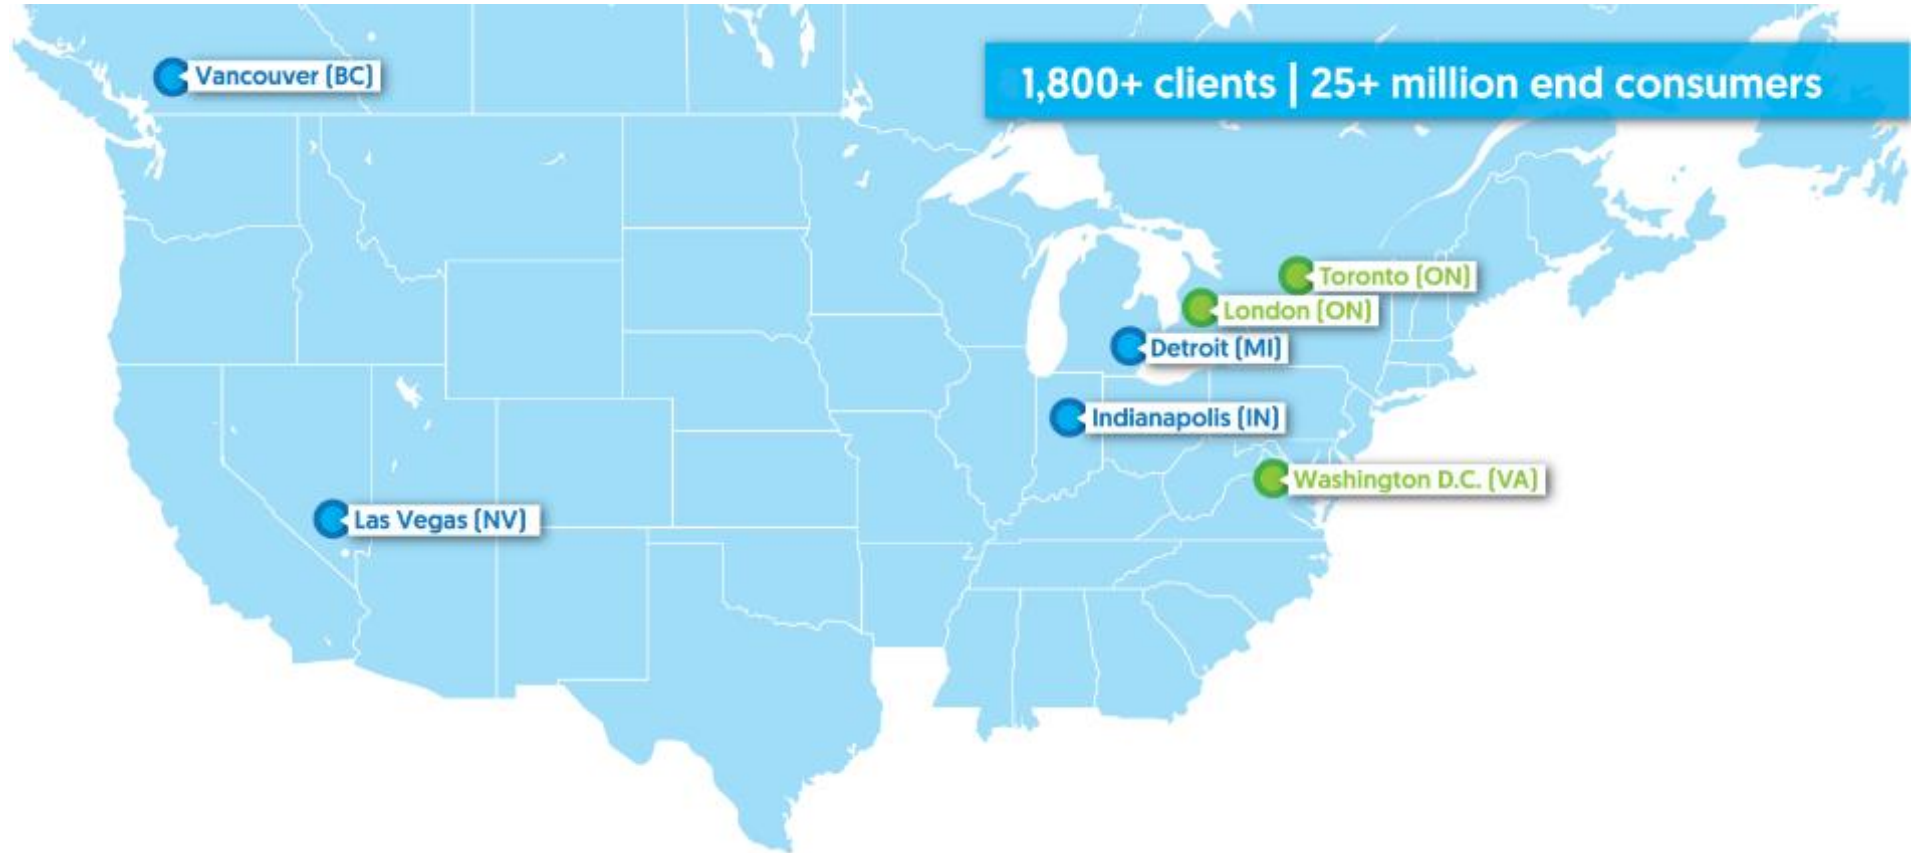 Vancouver (BC)
1,800+ clients | 25+ million end consumers
Toronto (ON)
London (ON)
Detroit (MI)
Indianapolis (IN)
Washington D.C. (VA)
Las Vegas (NV)